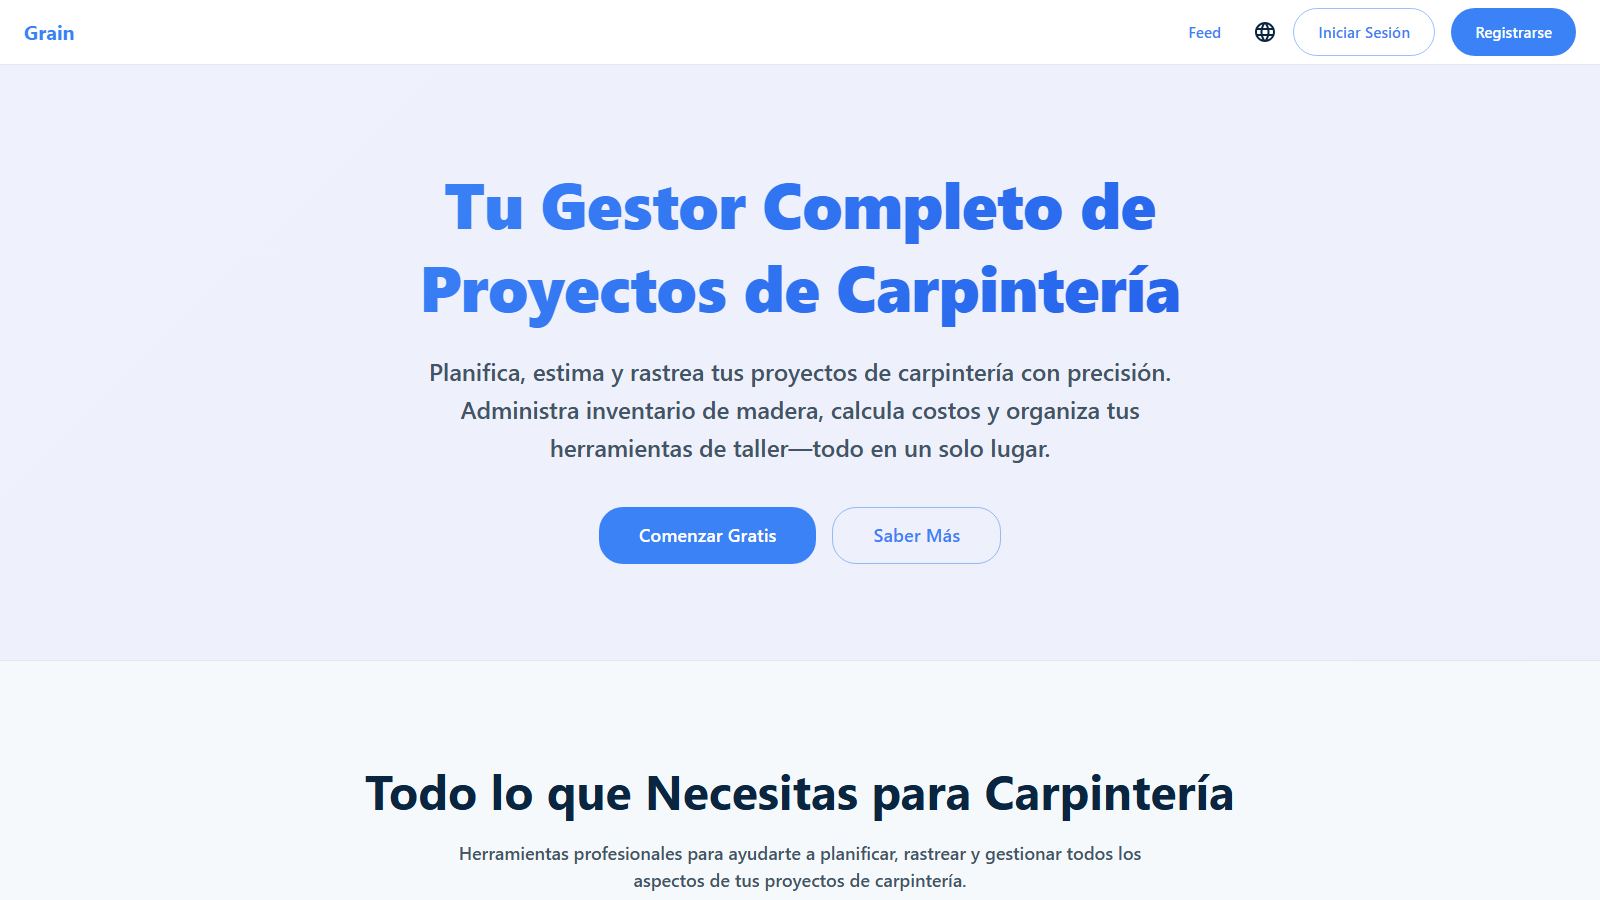 Grain
Feed
Iniciar Sesión
Registrarse
Tu Gestor Completo de
Proyectos de Carpintería
Planifica, estima y rastrea tus proyectos de carpintería con precisión.
Administra inventario de madera, calcula costos y organiza tus
herramientas de taller—todo en un solo lugar.
Comenzar Gratis
Saber Más
Todo lo que Necesitas para Carpintería
Herramientas profesionales para ayudarte a planificar, rastrear y gestionar todos los
aspectos de tus proyectos de carpintería.